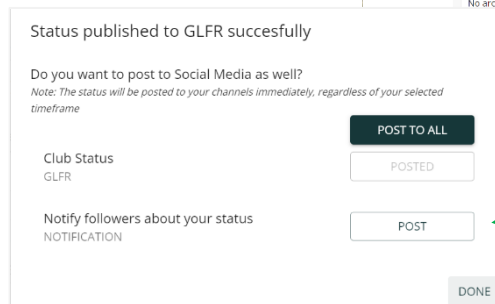 No arc
Status published to GLFR succesfully
Do you want to post to Social Media as well?
Note: The status will be posted to your channels immediately, regardless of your selected
timeframe
POST TO ALL
Club Status
GLFR
POSTED
Notify followers about your status
NOTIFICATION
POST
DONE